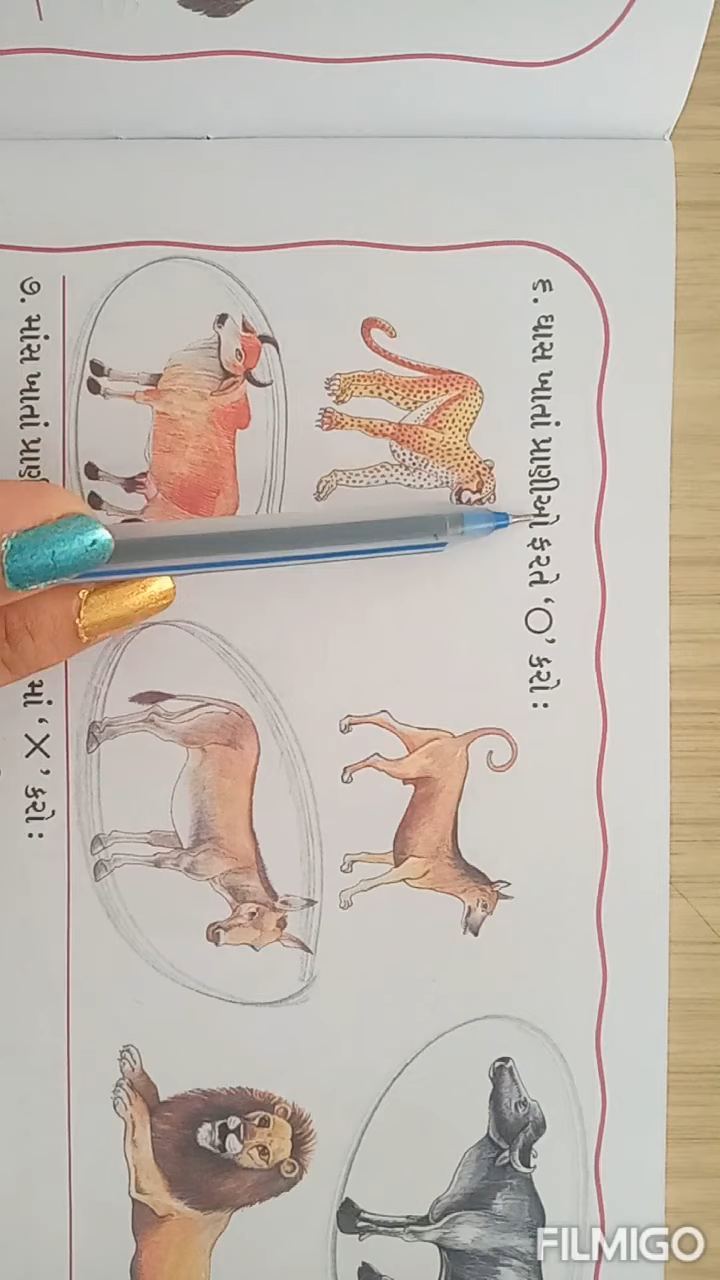 ૬. ઘાસ ખાતાં પ્રાણીઓ ફરતે ‘O’ કરો :
૭. માંસ ખાતાં માં ‘X’ કરો :
FILMIGO